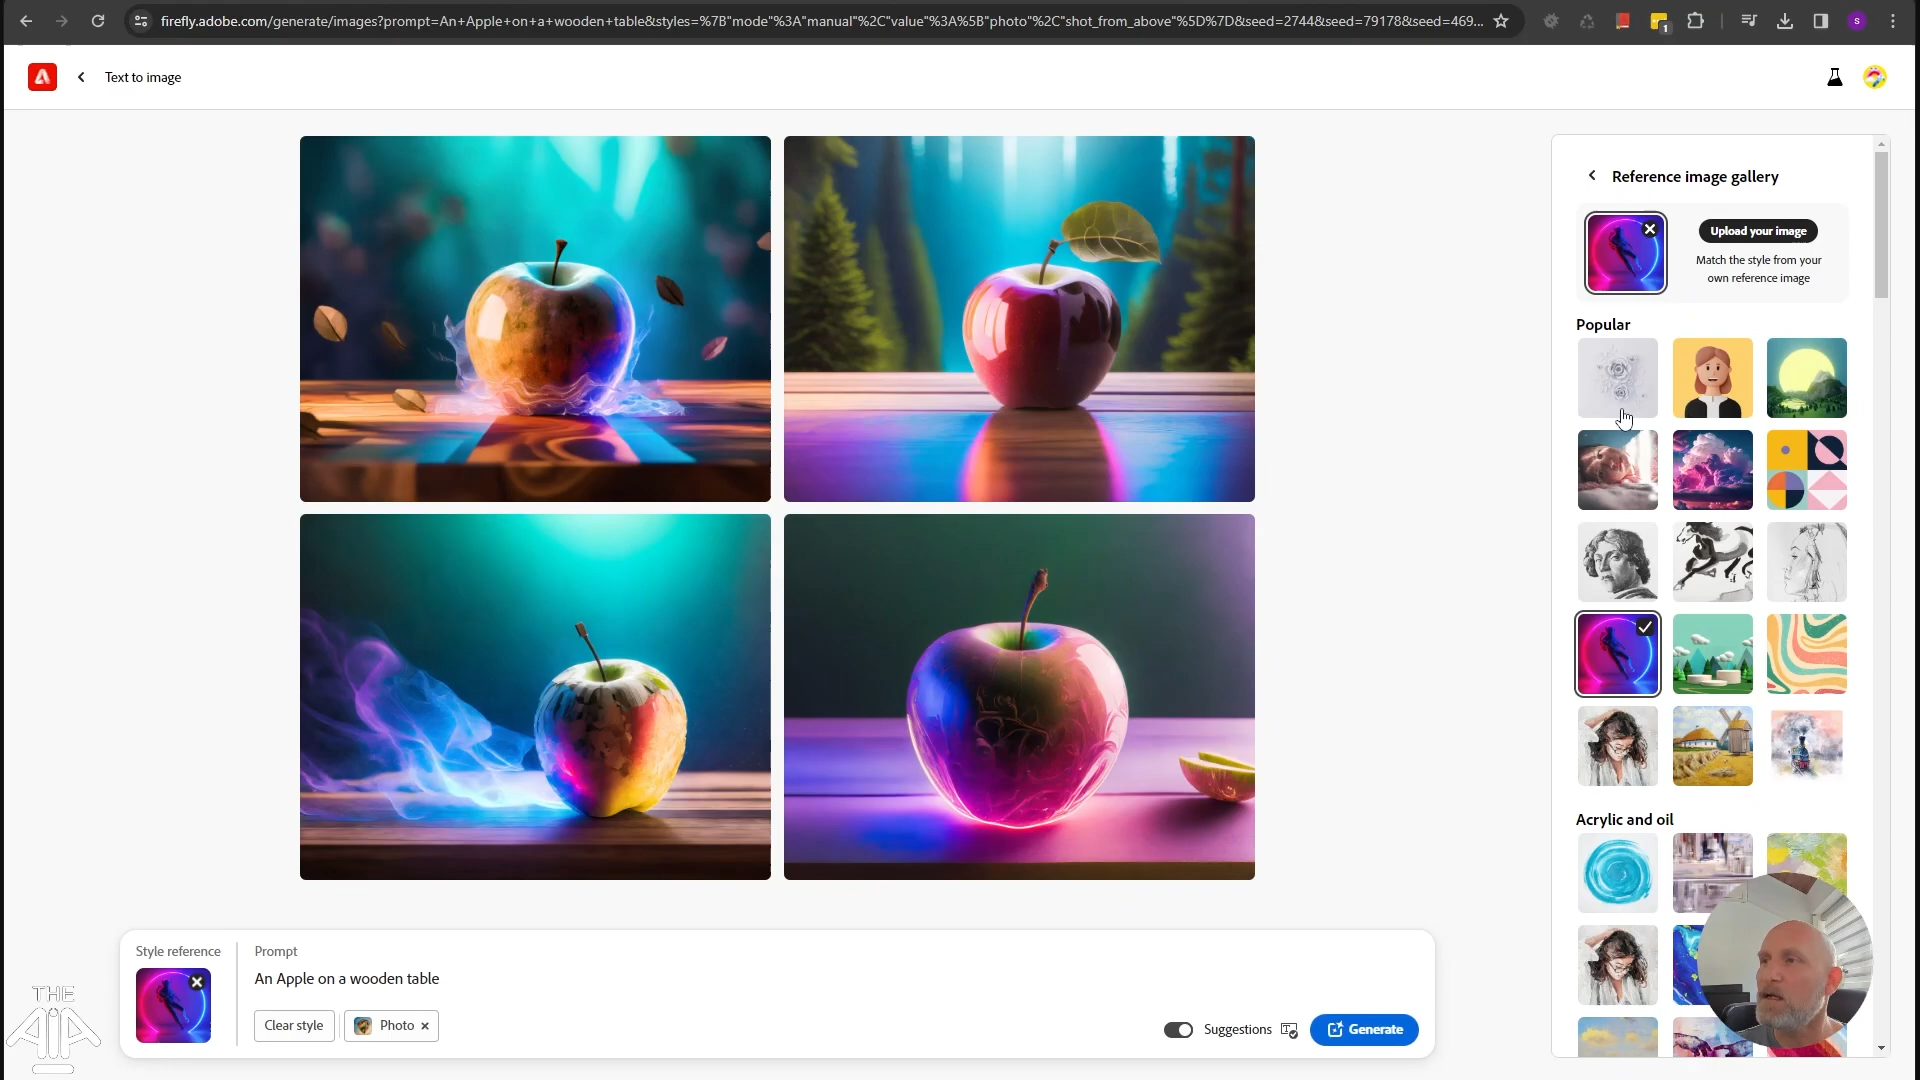 firefly.adobe.com/generate/images?prompt=An+Apple+on+a+wooden+table&styles=%7B"mode"%3A"manual"%2C"value"%3A%5B"photo"%2C"shot_from_above"%5D%7D&seed=2744&seed=79178&seed=469...
1
S
Text to image
Reference image gallery
Upload your image
Match the style from your
own reference image
Popular
Acrylic and oil
Style reference
Prompt
An Apple on a wooden table
Clear style
Photo
Suggestions
Generate
THE
AIA